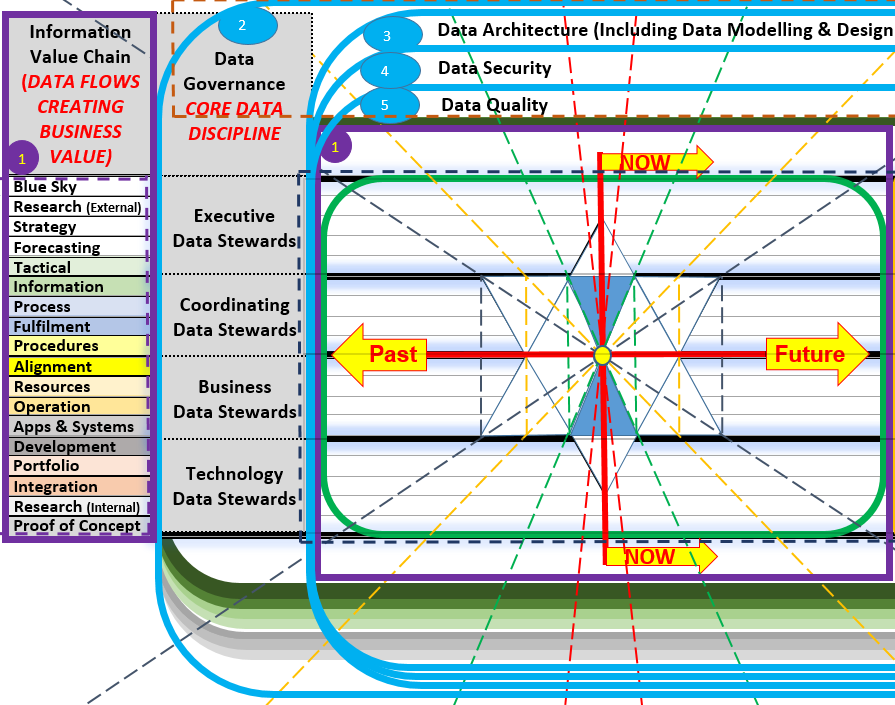 Information
Value Chain
(DATA FLOWS
CREATING
BUSINESS
VALUE)
1
Blue Sky
Research (External)
Strategy
Forecasting
Tactical
Information
Process
Fulfilment
Procedures
Alignment
Resources
Operation
Apps & Systems
Development
Portfolio
Integration
Research (Internal)
Proof of Concept
2
Data
Governance
CORE DATA
DISCIPLINE
Executive
Data Stewards
Coordinating
Data Stewards
Business
Data Stewards
Technology
Data Stewards
3 Data Architecture (Including Data Modelling & Design
4 Data Security
5 Data Quality
1
NOW
Past
Future
NOW